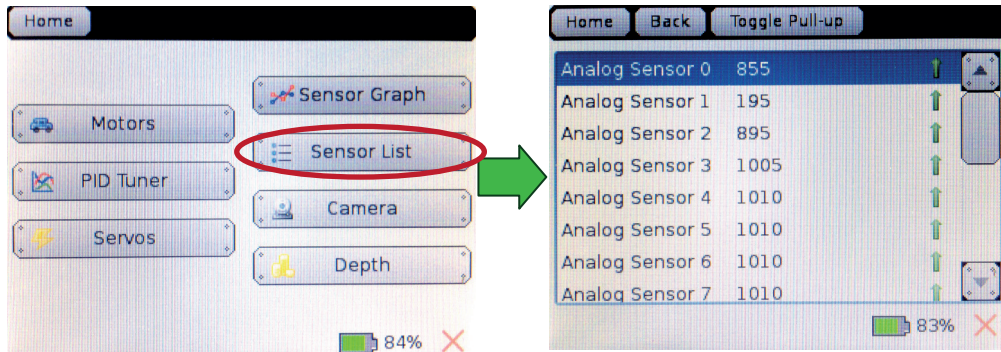 Home
Motors
PID Tuner
Servos
Sensor Graph
Sensor List
Camera
Depth
84%
Home Back Toggle Pull-up
Analog Sensor 0 855
Analog Sensor 1 195
Analog Sensor 2 895
Analog Sensor 3 1005
Analog Sensor 4 1010
Analog Sensor 5 1010
Analog Sensor 6 1010
Analog Sensor 7 1010
83%